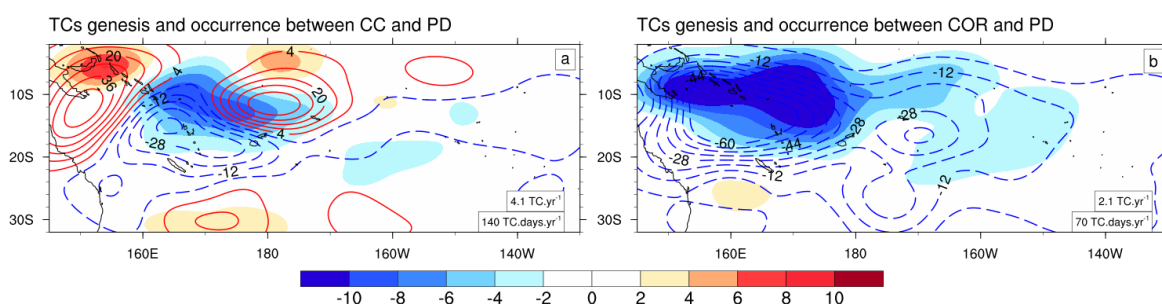 TCs genesis and occurrence between CC and PD
TCs genesis and occurrence between COR and PD
a
b
10S
20S
30S
10S
20S
30S
20
36
4
-12
-28
-12
4
4
20
4.1 TC.yr-1
140 TC.days.yr-1
-44
-12
-12
-28
-28
-60
-44
-28
-12
2.1 TC.yr-1
70 TC.days.yr-1
160E
180
160W
140W
160E
180
160W
140W
-10
-8
-6
-4
-2
0
2
4
6
8
10